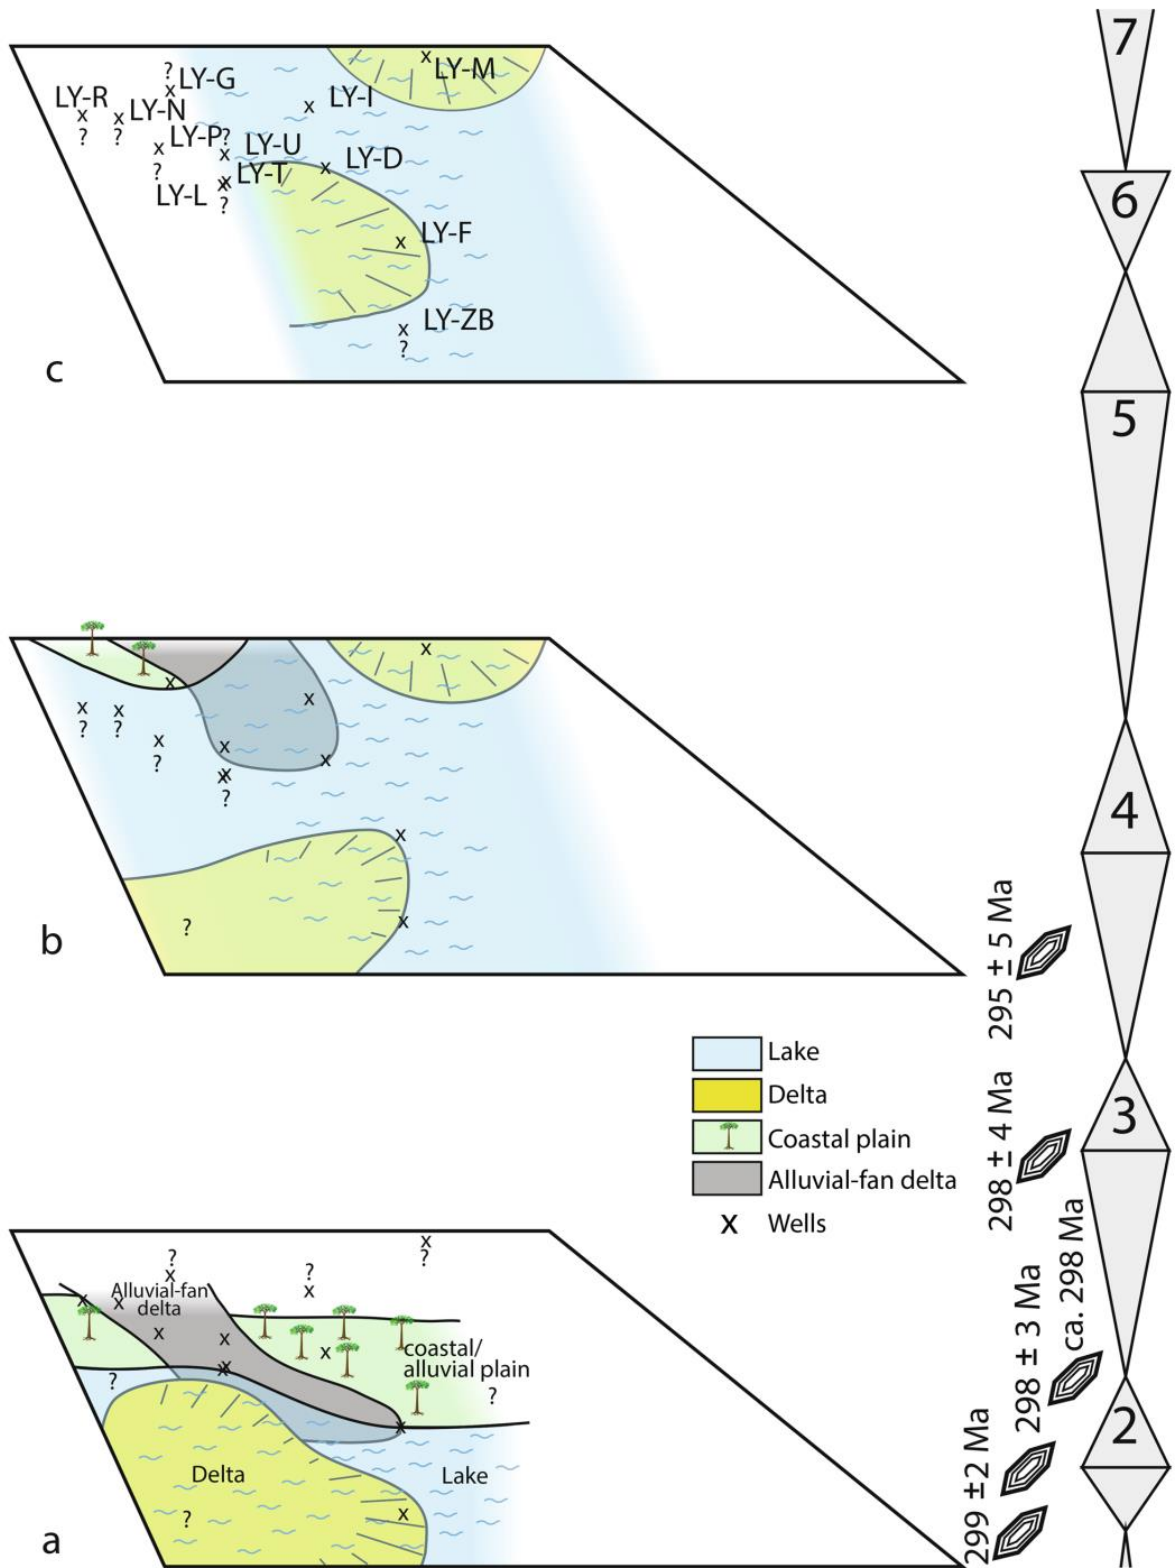 7
?
LY-G
LY-M
LY-R
x
LY-N
x
LY-I
x
x
x
x
?
?
x
LY-P
?
x
LY-U
LY-D
x
?
x
LY-T
6
LY-L
?
x
LY-F
x
LY-ZB
?
c
5
x
x
x
x
x
?
?
x
?
x
x
x
?
4
x
?
x
b
295 ± 5 Ma
Lake
Delta
3
Coastal plain
298 ± 4 Ma
Alluvial-fan delta
x Wells
x
?
?
x
?
x
Alluvial-fan
delta
x
x
x
x
x
coastal/
alluvial plain
x
?
?
x
ca. 298 Ma
298 ± 3 Ma
2
Delta
Lake
?
x
299 ±2 Ma
a